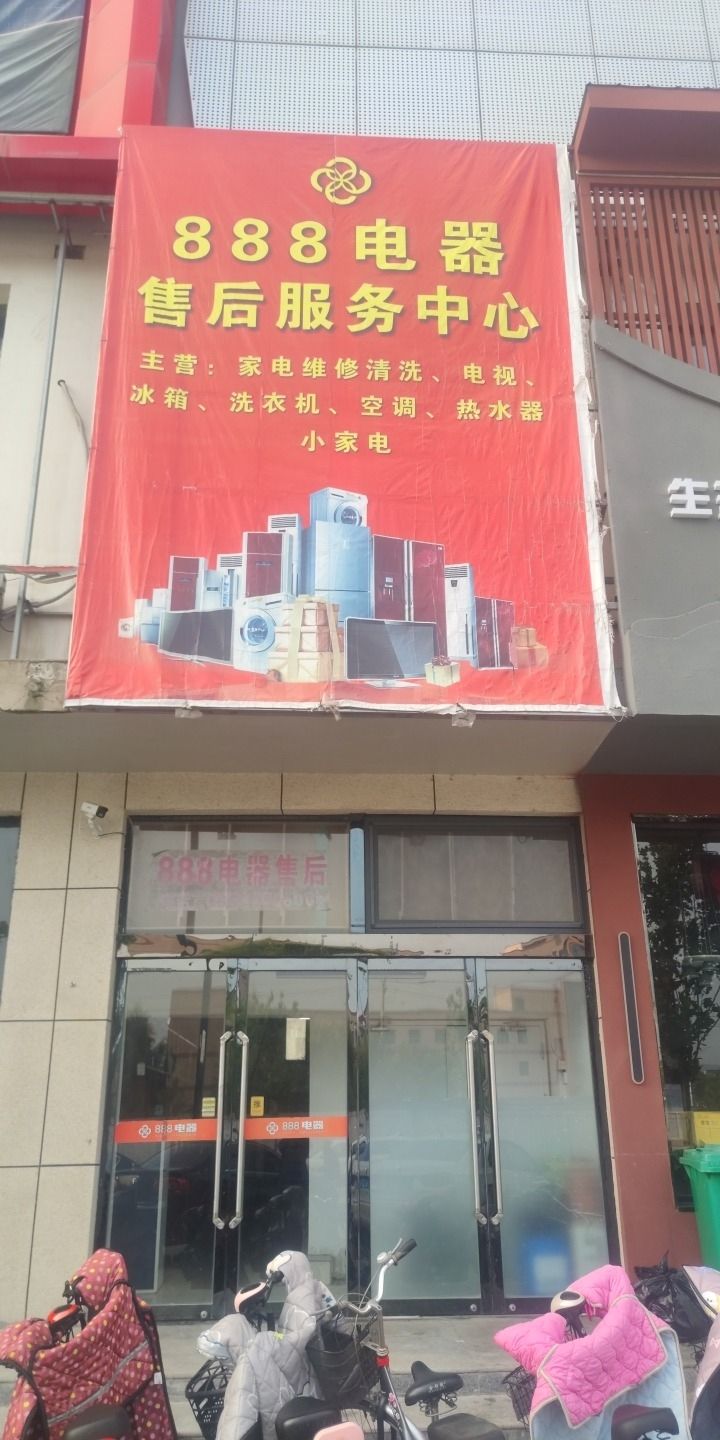 888电器
售后服务中心
主营：家电维修清洗、电视、
冰箱、洗衣机、空调、热水器
小家电
生
888电器售后
888电器
888电器